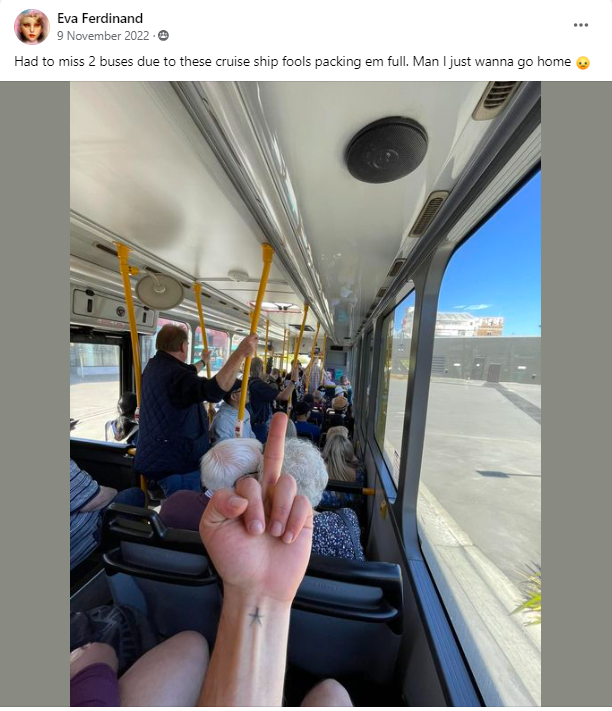 Eva Ferdinand
9 November 2022 ·
Had to miss 2 buses due to these cruise ship fools packing em full. Man I just wanna go home 😖